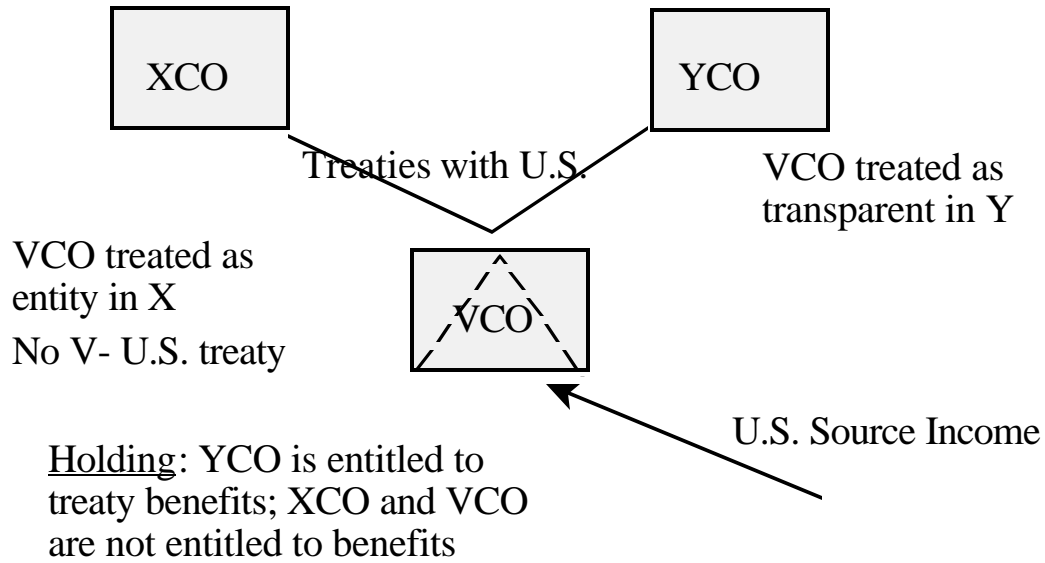 XCO
YCO
Treaties with U.S.
VCO treated as
transparent in Y
VCO treated as
entity in X
No V- U.S. treaty
VCO
U.S. Source Income
Holding: YCO is entitled to
treaty benefits; XCO and VCO
are not entitled to benefits